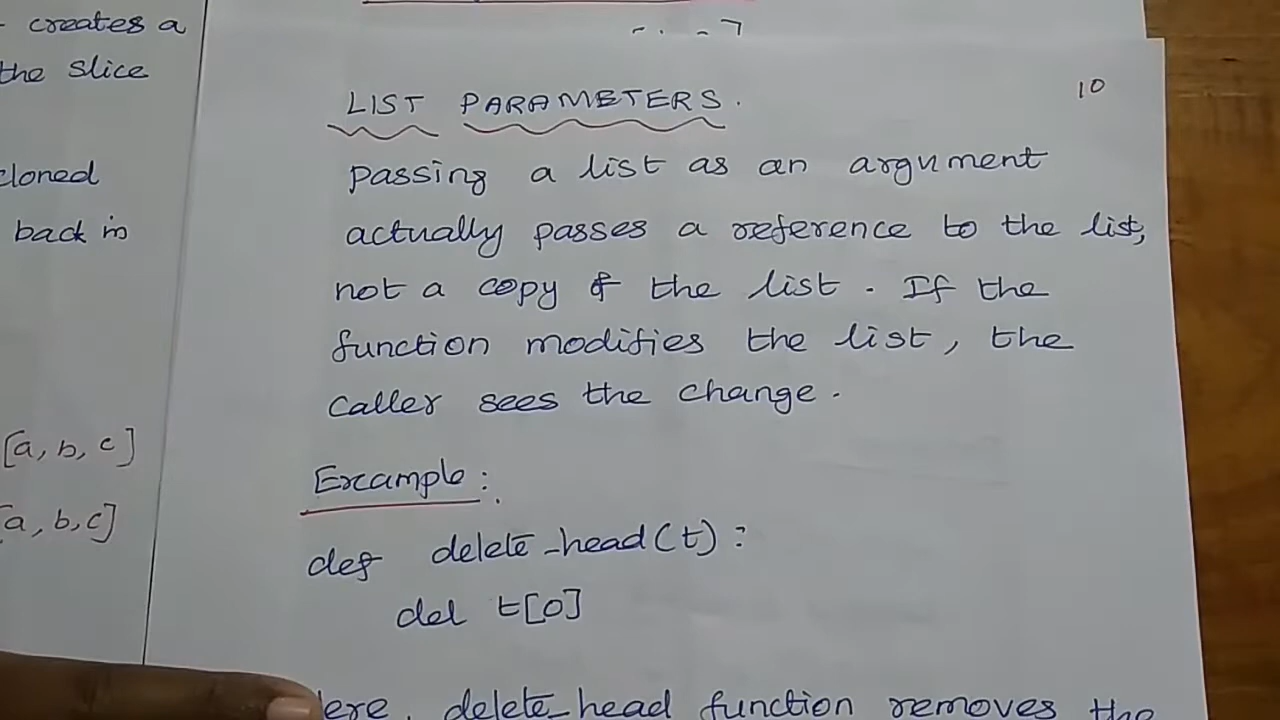 creates a
the slice
cloned
back in
[a, b, c]
[a, b, c]
10
LIST PARAMETERS.
passing a list as an argument
actually passes a reference to the list,
not a copy of the list. If the
function modifies the list, the
caller sees the change.
Example:
def delete_head(t):
del t[0]
delete_head function removes the